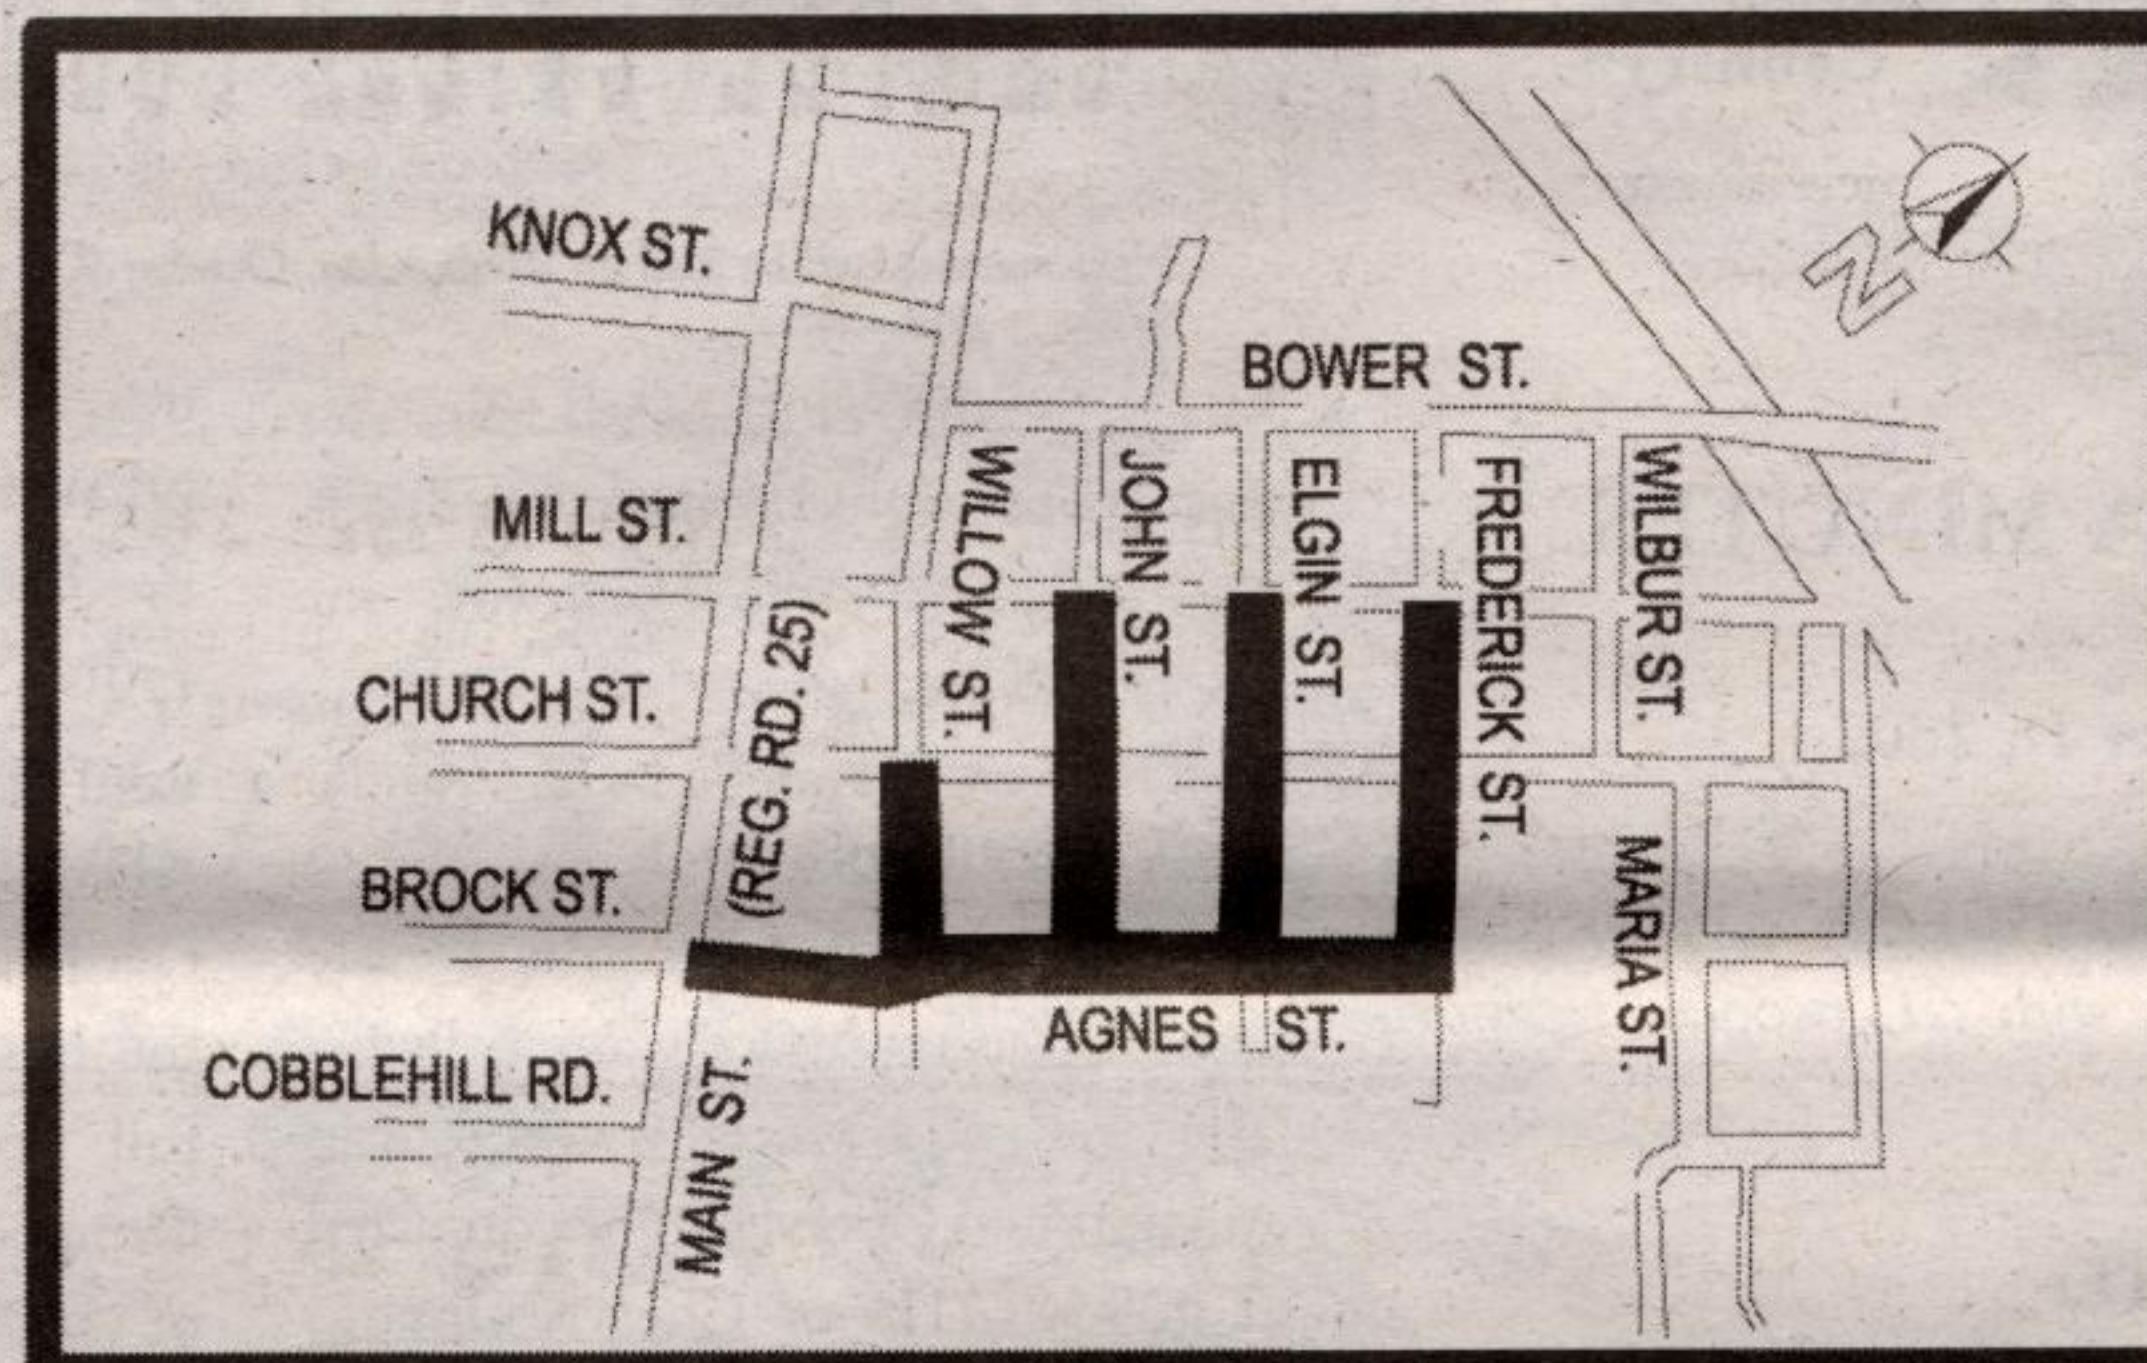 KNOX ST.
N
BOWER ST.
MILL ST.
WILLOW ST.
JOHN ST.
ELGIN ST.
FREDERICK ST.
WILBUR ST.
CHURCH ST.
(REG. RD. 25)
BROCK ST.
MARIA ST.
AGNES ST.
COBBLEHILL RD.
MAIN ST.